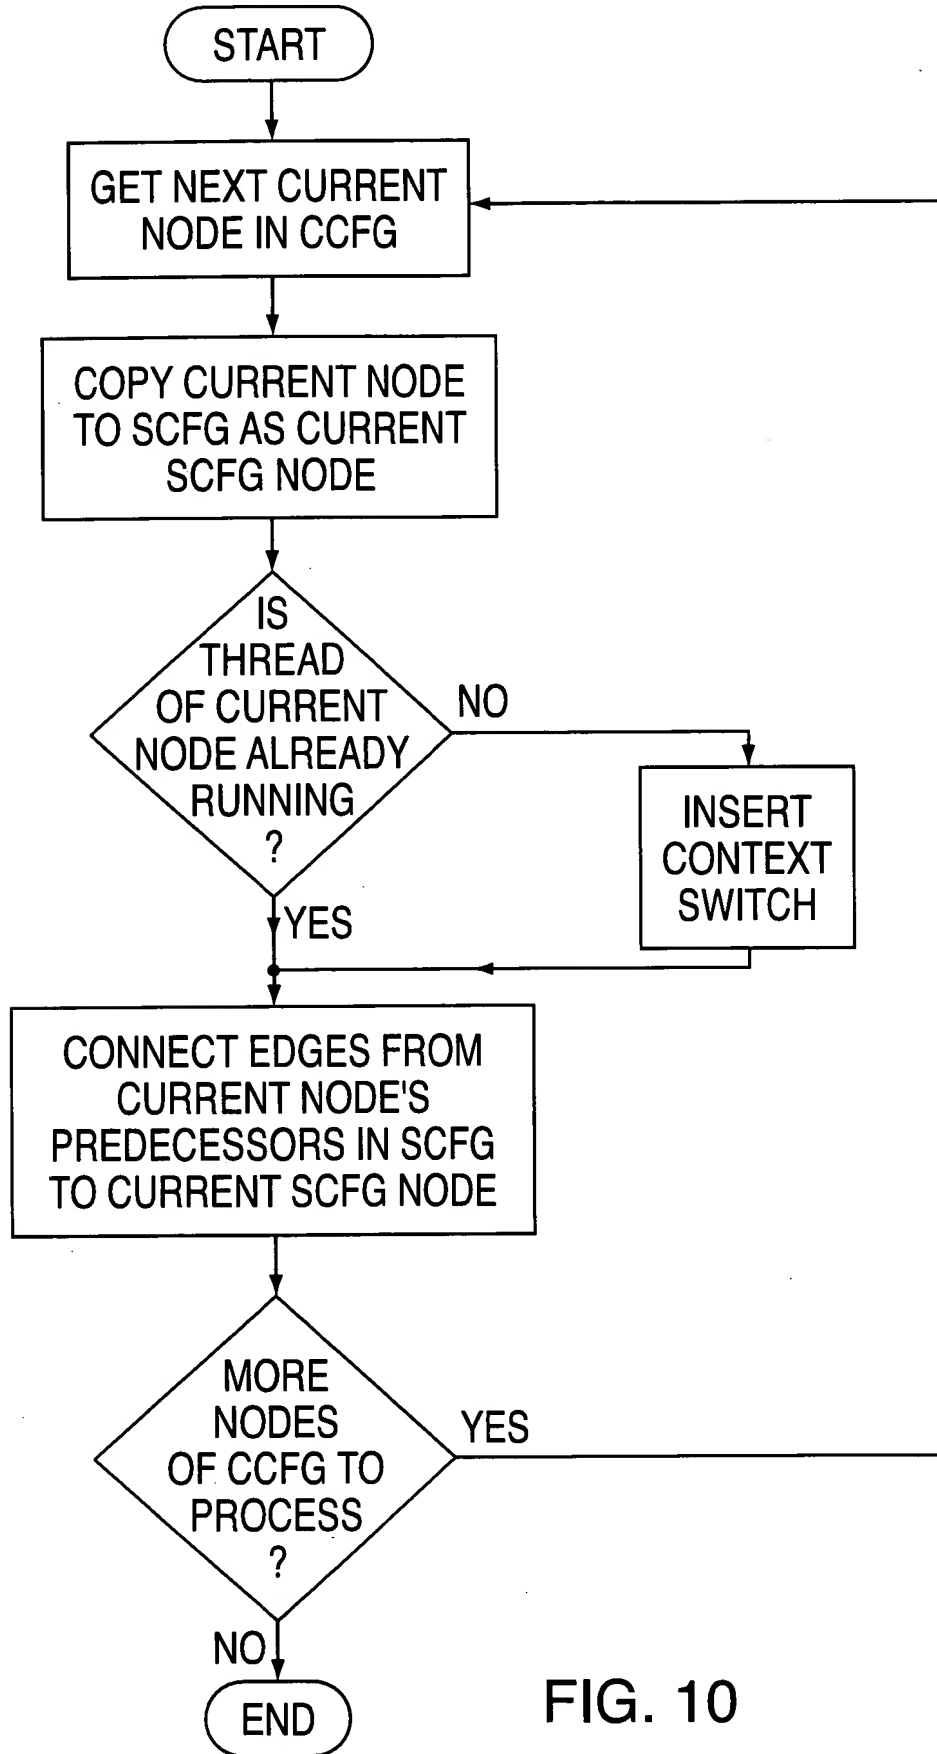 START
GET NEXT CURRENT
NODE IN CCFG
COPY CURRENT NODE
TO SCFG AS CURRENT
SCFG NODE
IS
THREAD
OF CURRENT
NODE ALREADY
RUNNING
?
NO
INSERT
CONTEXT
SWITCH
YES
CONNECT EDGES FROM
CURRENT NODE'S
PREDECESSORS IN SCFG
TO CURRENT SCFG NODE
MORE
NODES
OF CCFG TO
PROCESS
?
YES
NO
END
FIG. 10